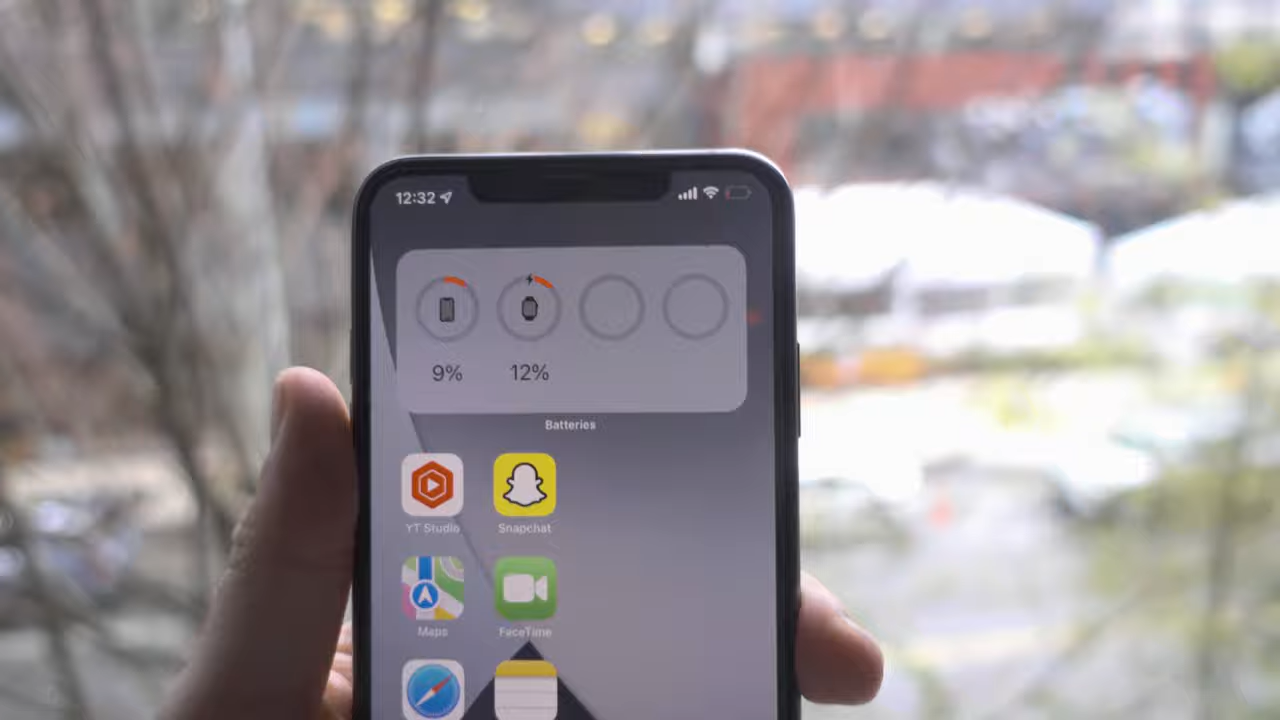 12:32
9% 12%
Batteries
YT Studio Snapchat
Maps FaceTime